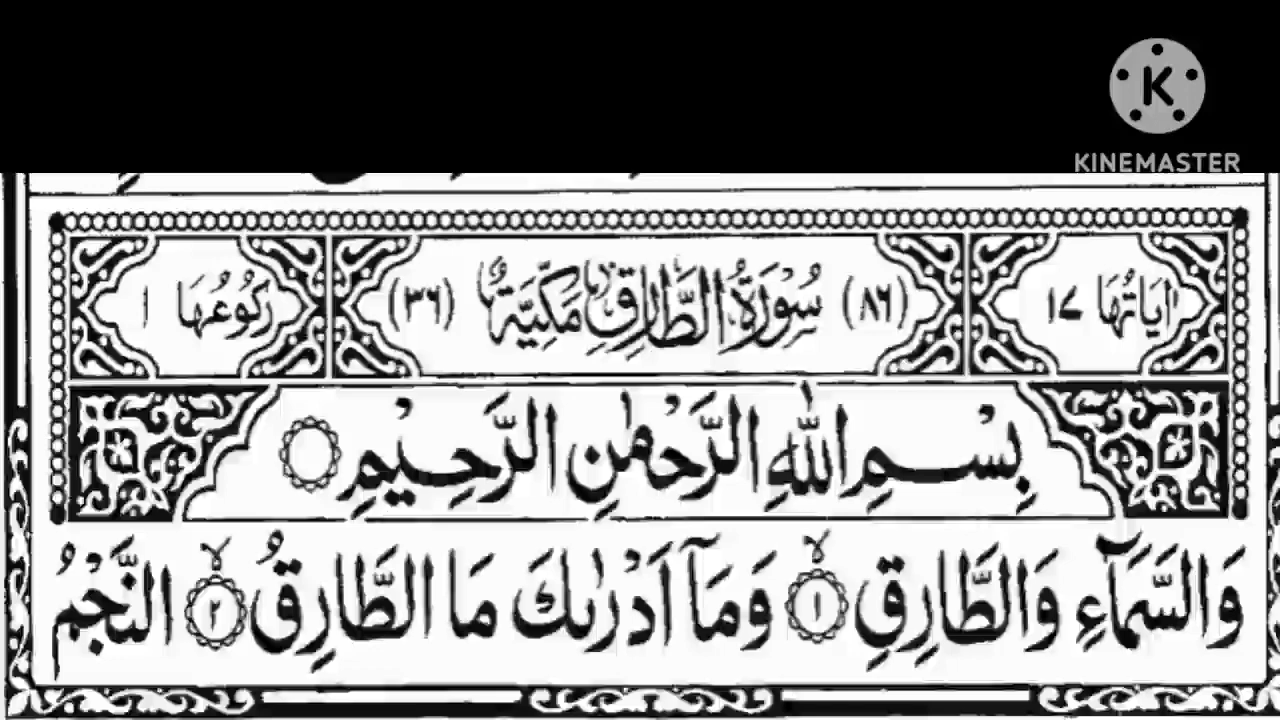 KINEMASTER
اٰيَاتُهَا ١٧ (٨٦) سُوْرَةُ الطَّارِقِ مَكِّيَّةٌ (٣٦) رَكُوْعُهَا ١
بِسْمِ اللّٰهِ الرَّحْمٰنِ الرَّحِيْمِ
وَالسَّمَآءِ وَالطَّارِقِ ۙ﴿١﴾ وَمَآ اَدْرٰىكَ مَا الطَّارِقُ ۙ﴿٢﴾ النَّجْمُ